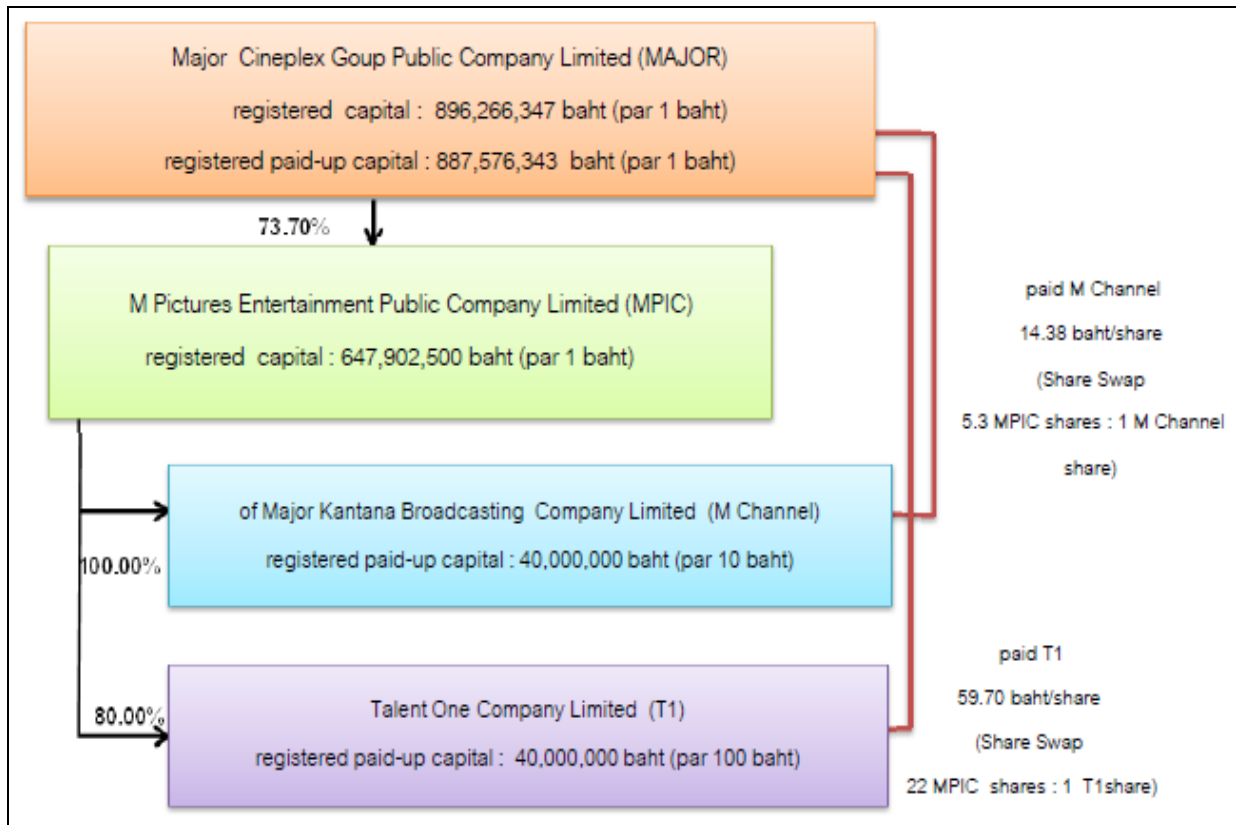 Major Cineplex Goup Public Company Limited (MAJOR)
registered capital : 896,266,347 baht (par 1 baht)
registered paid-up capital : 887,576,343 baht (par 1 baht)
73.70%
M Pictures Entertainment Public Company Limited (MPIC)
registered capital : 647,902,500 baht (par 1 baht)
paid M Channel
14.38 baht/share
(Share Swap
5.3 MPIC shares : 1 M Channel
share)
of Major Kantana Broadcasting Company Limited (M Channel)
registered paid-up capital : 40,000,000 baht (par 10 baht)
100.00%
paid T1
59.70 baht/share
(Share Swap
22 MPIC shares : 1 T1share)
80.00%
Talent One Company Limited (T1)
registered paid-up capital : 40,000,000 baht (par 100 baht)